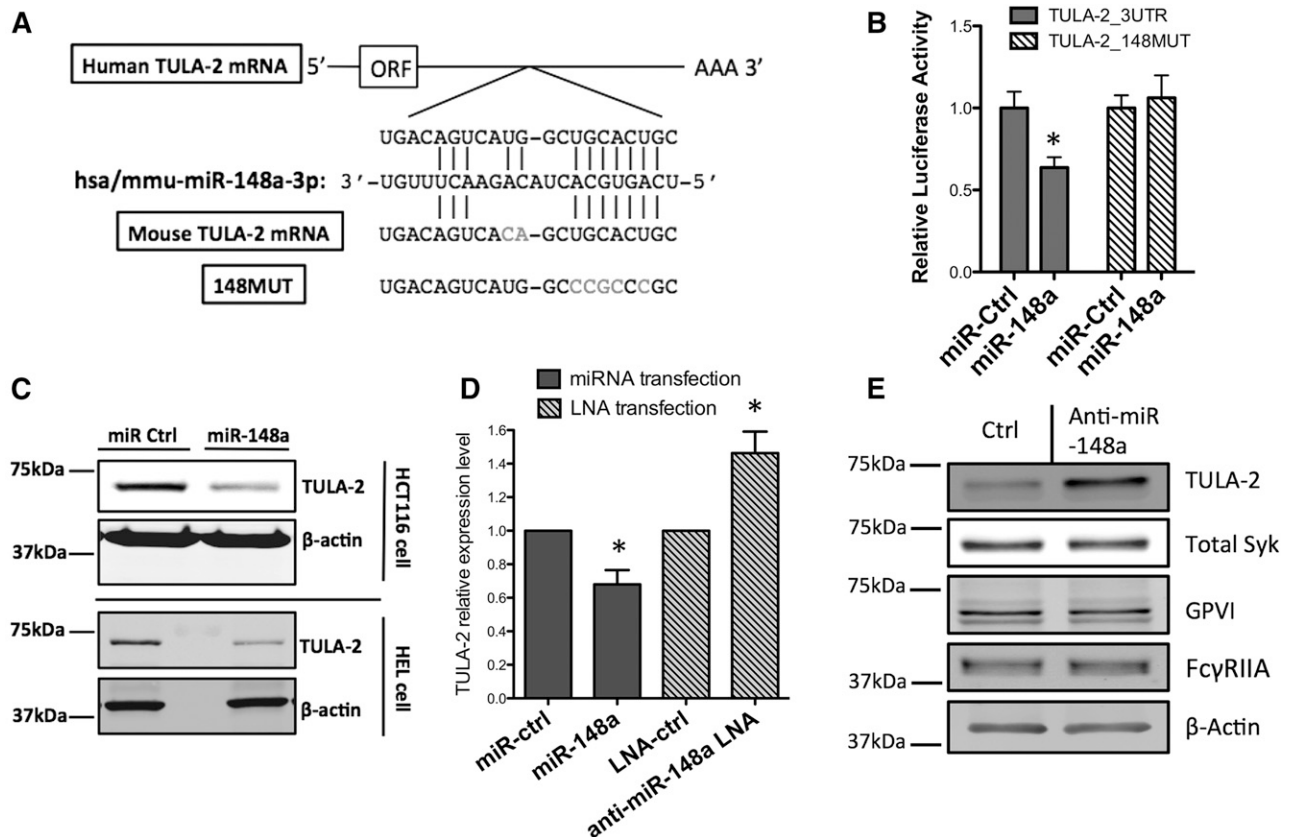 A
Human TULA-2 mRNA 5′ ORF AAA 3′
UGACAGUCAUG-GCUGCACUGC
hsa/mmu-miR-148a-3p: 3′-UGUUUCAAGACAUCACGUGACU-5′
Mouse TULA-2 mRNA UGACAGUCACA-GCUGCACUGC
148MUT UGACAGUCAUG-GCCCGCCCGC
B
TULA-2_3UTR
TULA-2_148MUT
Relative Luciferase Activity
1.5
1.0
0.5
0.0
*
miR-Ctrl
miR-148a
miR-Ctrl
miR-148a
C
miR Ctrl miR-148a
75kDa
TULA-2
β-actin
37kDa
HCT116 cell
75kDa
TULA-2
β-actin
37kDa
HEL cell
D
miRNA transfection
LNA transfection
TULA-2 relative expression level
1.6
1.4
1.2
1.0
0.8
0.6
0.4
0.2
0.0
*
*
miR-ctrl
miR-148a
LNA-ctrl
anti-miR-148a LNA
E
Ctrl
Anti-miR
-148a
75kDa
TULA-2
75kDa
Total Syk
75kDa
GPVI
FcγRIIA
37kDa
β-Actin
37kDa